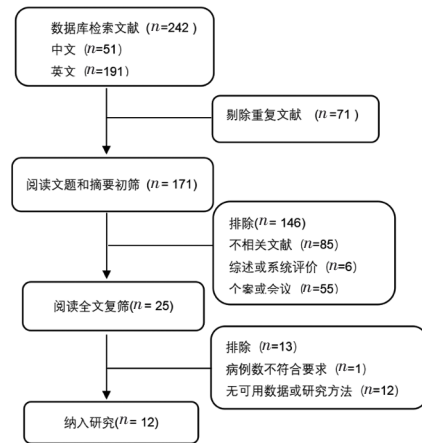 数据库检索文献 (n=242)
中文 (n=51)
英文 (n=191)
剔除重复文献 (n=71)
阅读文题和摘要初筛 (n = 171)
排除(n= 146)
不相关文献 (n=85)
综述或系统评价 (n=6)
个案或会议 (n=55)
阅读全文复筛(n = 25)
排除 (n=13)
病例数不符合要求 (n=1)
无可用数据或研究方法 (n=12)
纳入研究(n= 12)